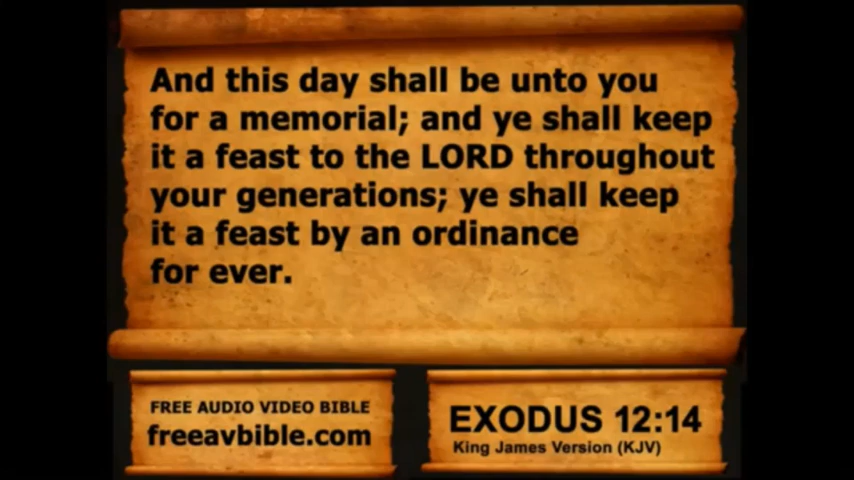 And this day shall be unto you
for a memorial; and ye shall keep
it a feast to the LORD throughout
your generations; ye shall keep
it a feast by an ordinance
for ever.
FREE AUDIO VIDEO BIBLE
freeavbible.com
EXODUS 12:14
King James Version (KJV)